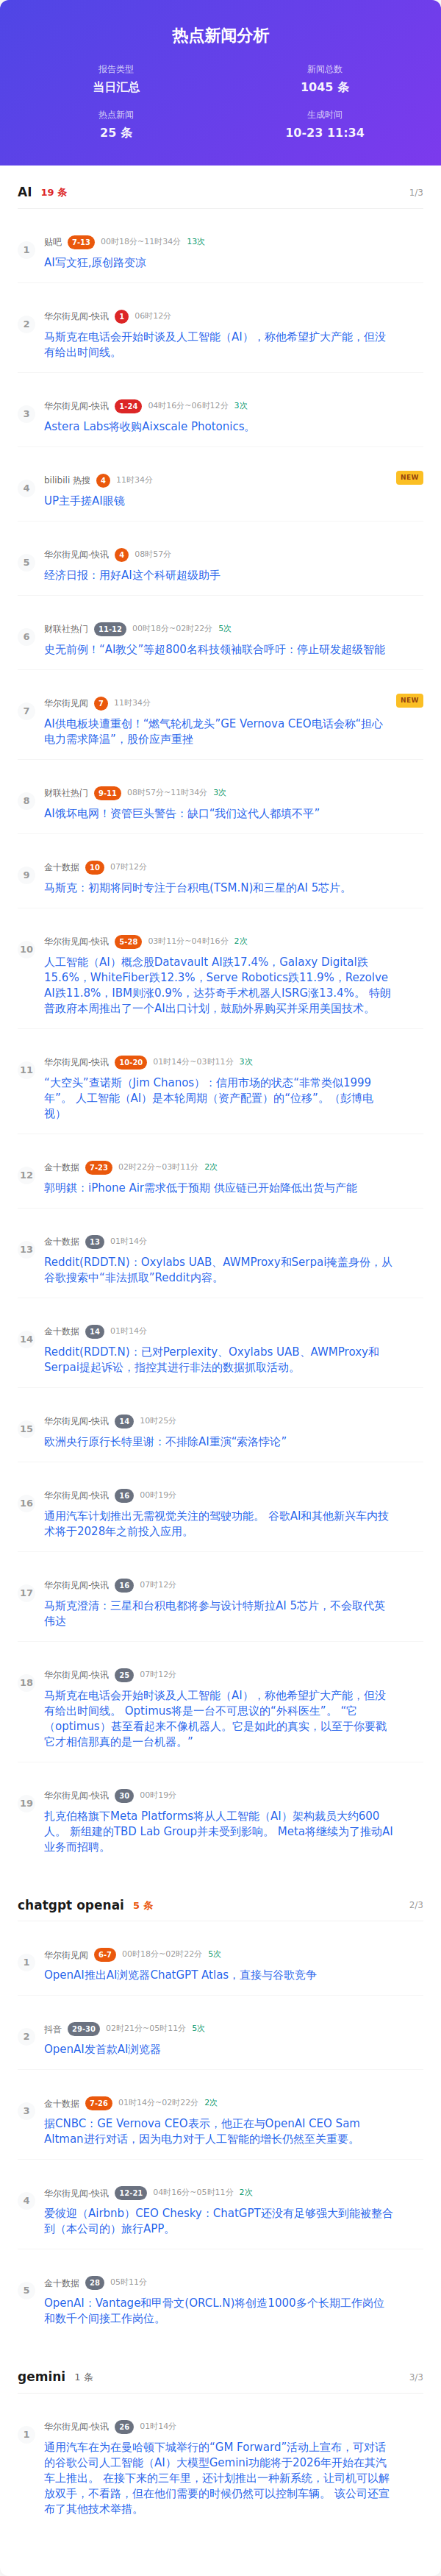 热点新闻分析
报告类型
新闻总数
当日汇总
1045 条
热点新闻
生成时间
25 条
10-23 11:34
AI 19 条 1/3
1
贴吧 7-13 00时18分~11时34分 13次
AI写文狂,原创路变凉
2
华尔街见闻-快讯 1 06时12分
马斯克在电话会开始时谈及人工智能（AI），称他希望扩大产能，但没
有给出时间线。
3
华尔街见闻-快讯 1-24 04时16分~06时12分 3次
Astera Labs将收购Aixscale Photonics。
4
bilibili 热搜 4 11时34分 NEW
UP主手搓AI眼镜
5
华尔街见闻-快讯 4 08时57分
经济日报：用好AI这个科研超级助手
6
财联社热门 11-12 00时18分~02时22分 5次
史无前例！“AI教父”等超800名科技领袖联合呼吁：停止研发超级智能
7
华尔街见闻 7 11时34分 NEW
AI供电板块遭重创！“燃气轮机龙头”GE Vernova CEO电话会称“担心
电力需求降温”，股价应声重挫
8
财联社热门 9-11 08时57分~11时34分 3次
AI饿坏电网！资管巨头警告：缺口“我们这代人都填不平”
9
金十数据 10 07时12分
马斯克：初期将同时专注于台积电(TSM.N)和三星的AI 5芯片。
10
华尔街见闻-快讯 5-28 03时11分~04时16分 2次
人工智能（AI）概念股Datavault AI跌17.4%，Galaxy Digital跌
15.6%，WhiteFiber跌12.3%，Serve Robotics跌11.9%，Rezolve
AI跌11.8%，IBM则涨0.9%，达芬奇手术机器人ISRG涨13.4%。 特朗
普政府本周推出了一个AI出口计划，鼓励外界购买并采用美国技术。
11
华尔街见闻-快讯 10-20 01时14分~03时11分 3次
“大空头”查诺斯（Jim Chanos）：信用市场的状态“非常类似1999
年”。 人工智能（AI）是本轮周期（资产配置）的“位移”。（彭博电
视）
12
金十数据 7-23 02时22分~03时11分 2次
郭明錤：iPhone Air需求低于预期 供应链已开始降低出货与产能
13
金十数据 13 01时14分
Reddit(RDDT.N)：Oxylabs UAB、AWMProxy和Serpai掩盖身份，从
谷歌搜索中“非法抓取”Reddit内容。
14
金十数据 14 01时14分
Reddit(RDDT.N)：已对Perplexity、Oxylabs UAB、AWMProxy和
Serpai提起诉讼，指控其进行非法的数据抓取活动。
15
华尔街见闻-快讯 14 10时25分
欧洲央行原行长特里谢：不排除AI重演“索洛悖论”
16
华尔街见闻-快讯 16 00时19分
通用汽车计划推出无需视觉关注的驾驶功能。 谷歌AI和其他新兴车内技
术将于2028年之前投入应用。
17
华尔街见闻-快讯 16 07时12分
马斯克澄清：三星和台积电都将参与设计特斯拉AI 5芯片，不会取代英
伟达
18
华尔街见闻-快讯 25 07时12分
马斯克在电话会开始时谈及人工智能（AI），称他希望扩大产能，但没
有给出时间线。 Optimus将是一台不可思议的“外科医生”。 “它
（optimus）甚至看起来不像机器人。它是如此的真实，以至于你要戳
它才相信那真的是一台机器。”
19
华尔街见闻-快讯 30 00时19分
扎克伯格旗下Meta Platforms将从人工智能（AI）架构裁员大约600
人。 新组建的TBD Lab Group并未受到影响。 Meta将继续为了推动AI
业务而招聘。
chatgpt openai 5 条 2/3
1
华尔街见闻 6-7 00时18分~02时22分 5次
OpenAI推出AI浏览器ChatGPT Atlas，直接与谷歌竞争
2
抖音 29-30 02时21分~05时11分 5次
OpenAI发首款AI浏览器
3
金十数据 7-26 01时14分~02时22分 2次
据CNBC：GE Vernova CEO表示，他正在与OpenAI CEO Sam
Altman进行对话，因为电力对于人工智能的增长仍然至关重要。
4
华尔街见闻-快讯 12-21 04时16分~05时11分 2次
爱彼迎（Airbnb）CEO Chesky：ChatGPT还没有足够强大到能被整合
到（本公司的）旅行APP。
5
金十数据 28 05时11分
OpenAI：Vantage和甲骨文(ORCL.N)将创造1000多个长期工作岗位
和数千个间接工作岗位。
gemini 1 条 3/3
1
华尔街见闻-快讯 26 01时14分
通用汽车在为在曼哈顿下城举行的“GM Forward”活动上宣布，可对话
的谷歌公司人工智能（AI）大模型Gemini功能将于2026年开始在其汽
车上推出。 在接下来的三年里，还计划推出一种新系统，让司机可以解
放双手，不看路，但在他们需要的时候仍然可以控制车辆。 该公司还宣
布了其他技术举措。